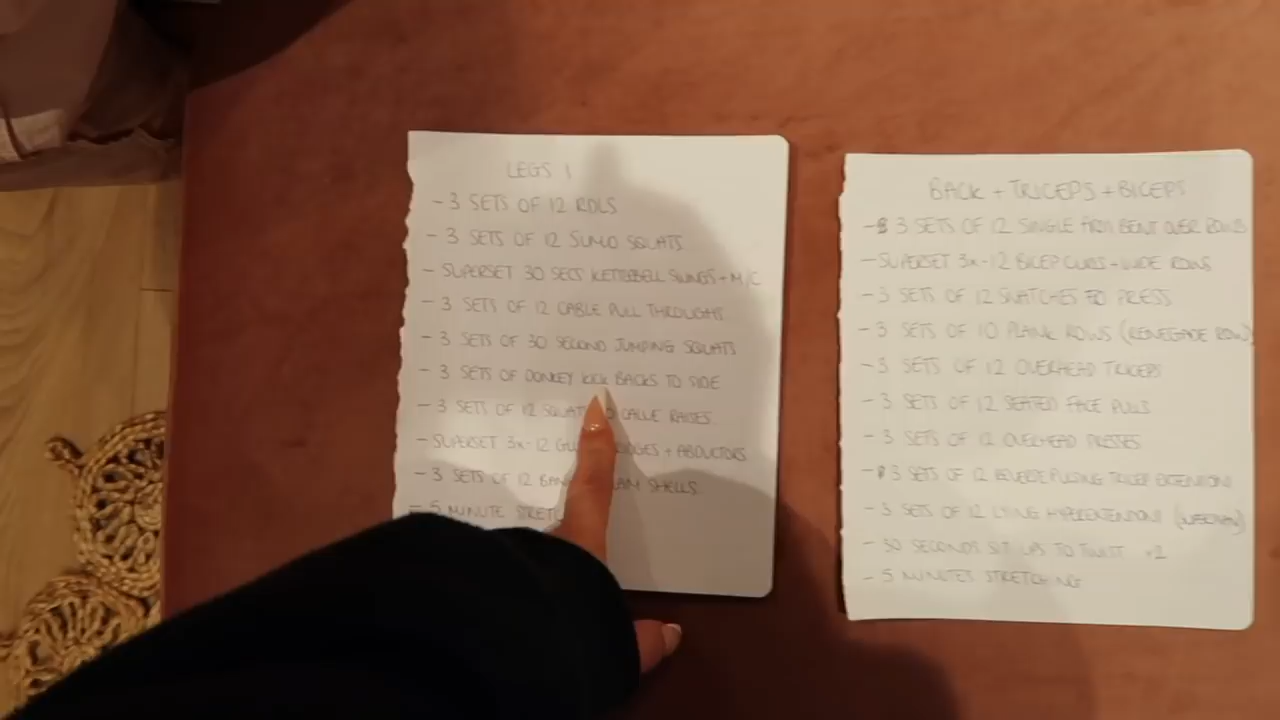 LEGS 1
- 3 SETS OF 12 RDLS
- 3 SETS OF 12 SUMO SQUATS
- SUPERSET 30 SECS KETTLEBELL SWINGS + M/C
- 3 SETS OF 12 CABLE PULL THROUGHS
- 3 SETS OF 30 SECOND JUMPING SQUATS
- 3 SETS OF DONKEY KICK BACKS TO SIDE
- 3 SETS OF 12 SQUAT CALVE RAISES
- SUPERSET 3x-12 + ABDUCTORS
- 3 SETS OF 12 SHELLS
- 5 MINUTE
BACK + TRICEPS + BICEPS
- 3 SETS OF 12 SINGLE ARM BENT OVER ROWS
- SUPERSET 3x-12 BICEP CURLS + WIDE ROWS
- 3 SETS OF 12 SNATCHES TO PRESS
- 3 SETS OF 10 PLANK ROWS (RENEGADE ROW)
- 3 SETS OF 12 OVERHEAD TRICEPS
- 3 SETS OF 12 SEATED FACE PULLS
- 3 SETS OF 12 OVERHEAD PRESSES
- 3 SETS OF 12 REVERSE PULLING TRICEP EXTENSIONS
- 3 SETS OF 12 LYING HYPEREXTENSIONS
- 30 SECONDS SIT UPS TO TWIST
- 5 MINUTES STRETCHING